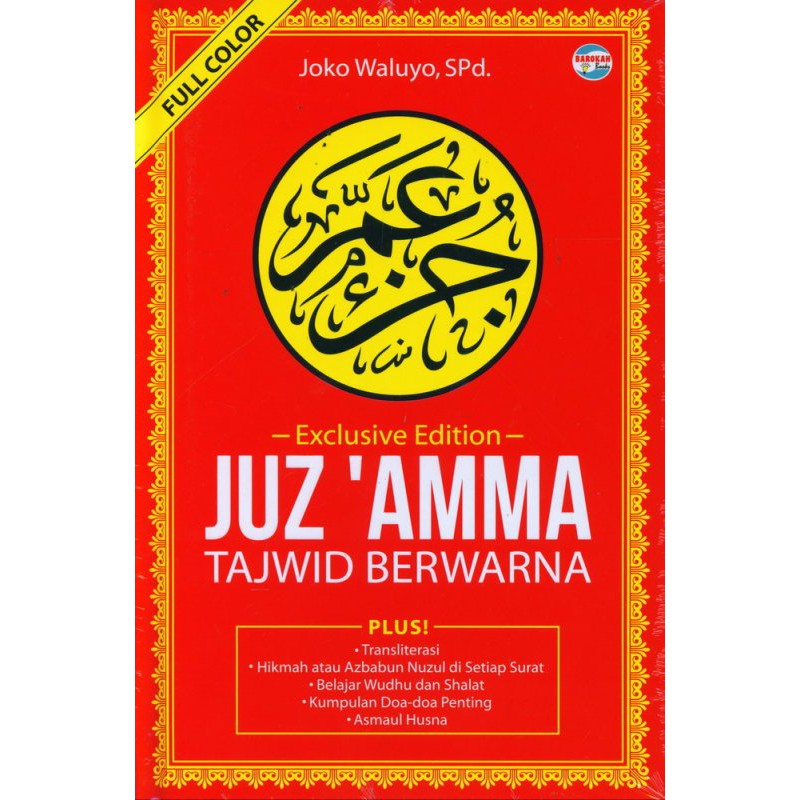 FULL COLOR
Joko Waluyo, SPd.
BAROKAH
Books
جزء عم
– Exclusive Edition –
JUZ 'AMMA
TAJWID BERWARNA
PLUS!
• Transliterasi
• Hikmah atau Azbabun Nuzul di Setiap Surat
• Belajar Wudhu dan Shalat
• Kumpulan Doa-doa Penting
• Asmaul Husna